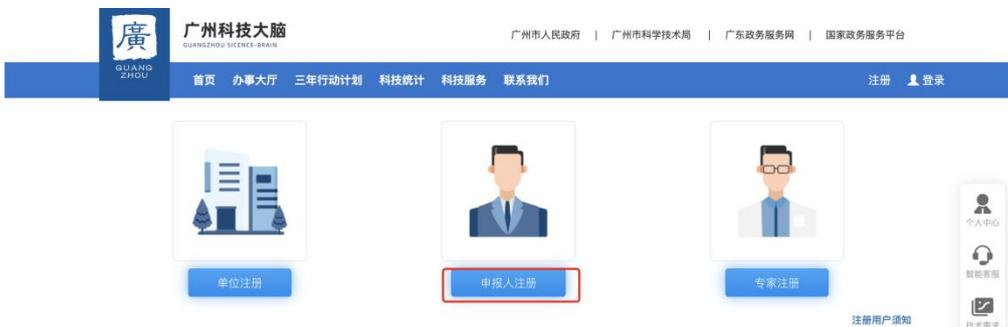 廣
GUANG
ZHOU
广州科技大脑
GUANGZHOU SICENCE-BRAIN
广州市人民政府 | 广州市科学技术局 | 广东政务服务网 | 国家政务服务平台
首页 办事大厅 三年行动计划 科技统计 科技服务 联系我们 注册 登录
个人中心
智能客服
单位注册 申报人注册 专家注册
注册用户须知
技术需求